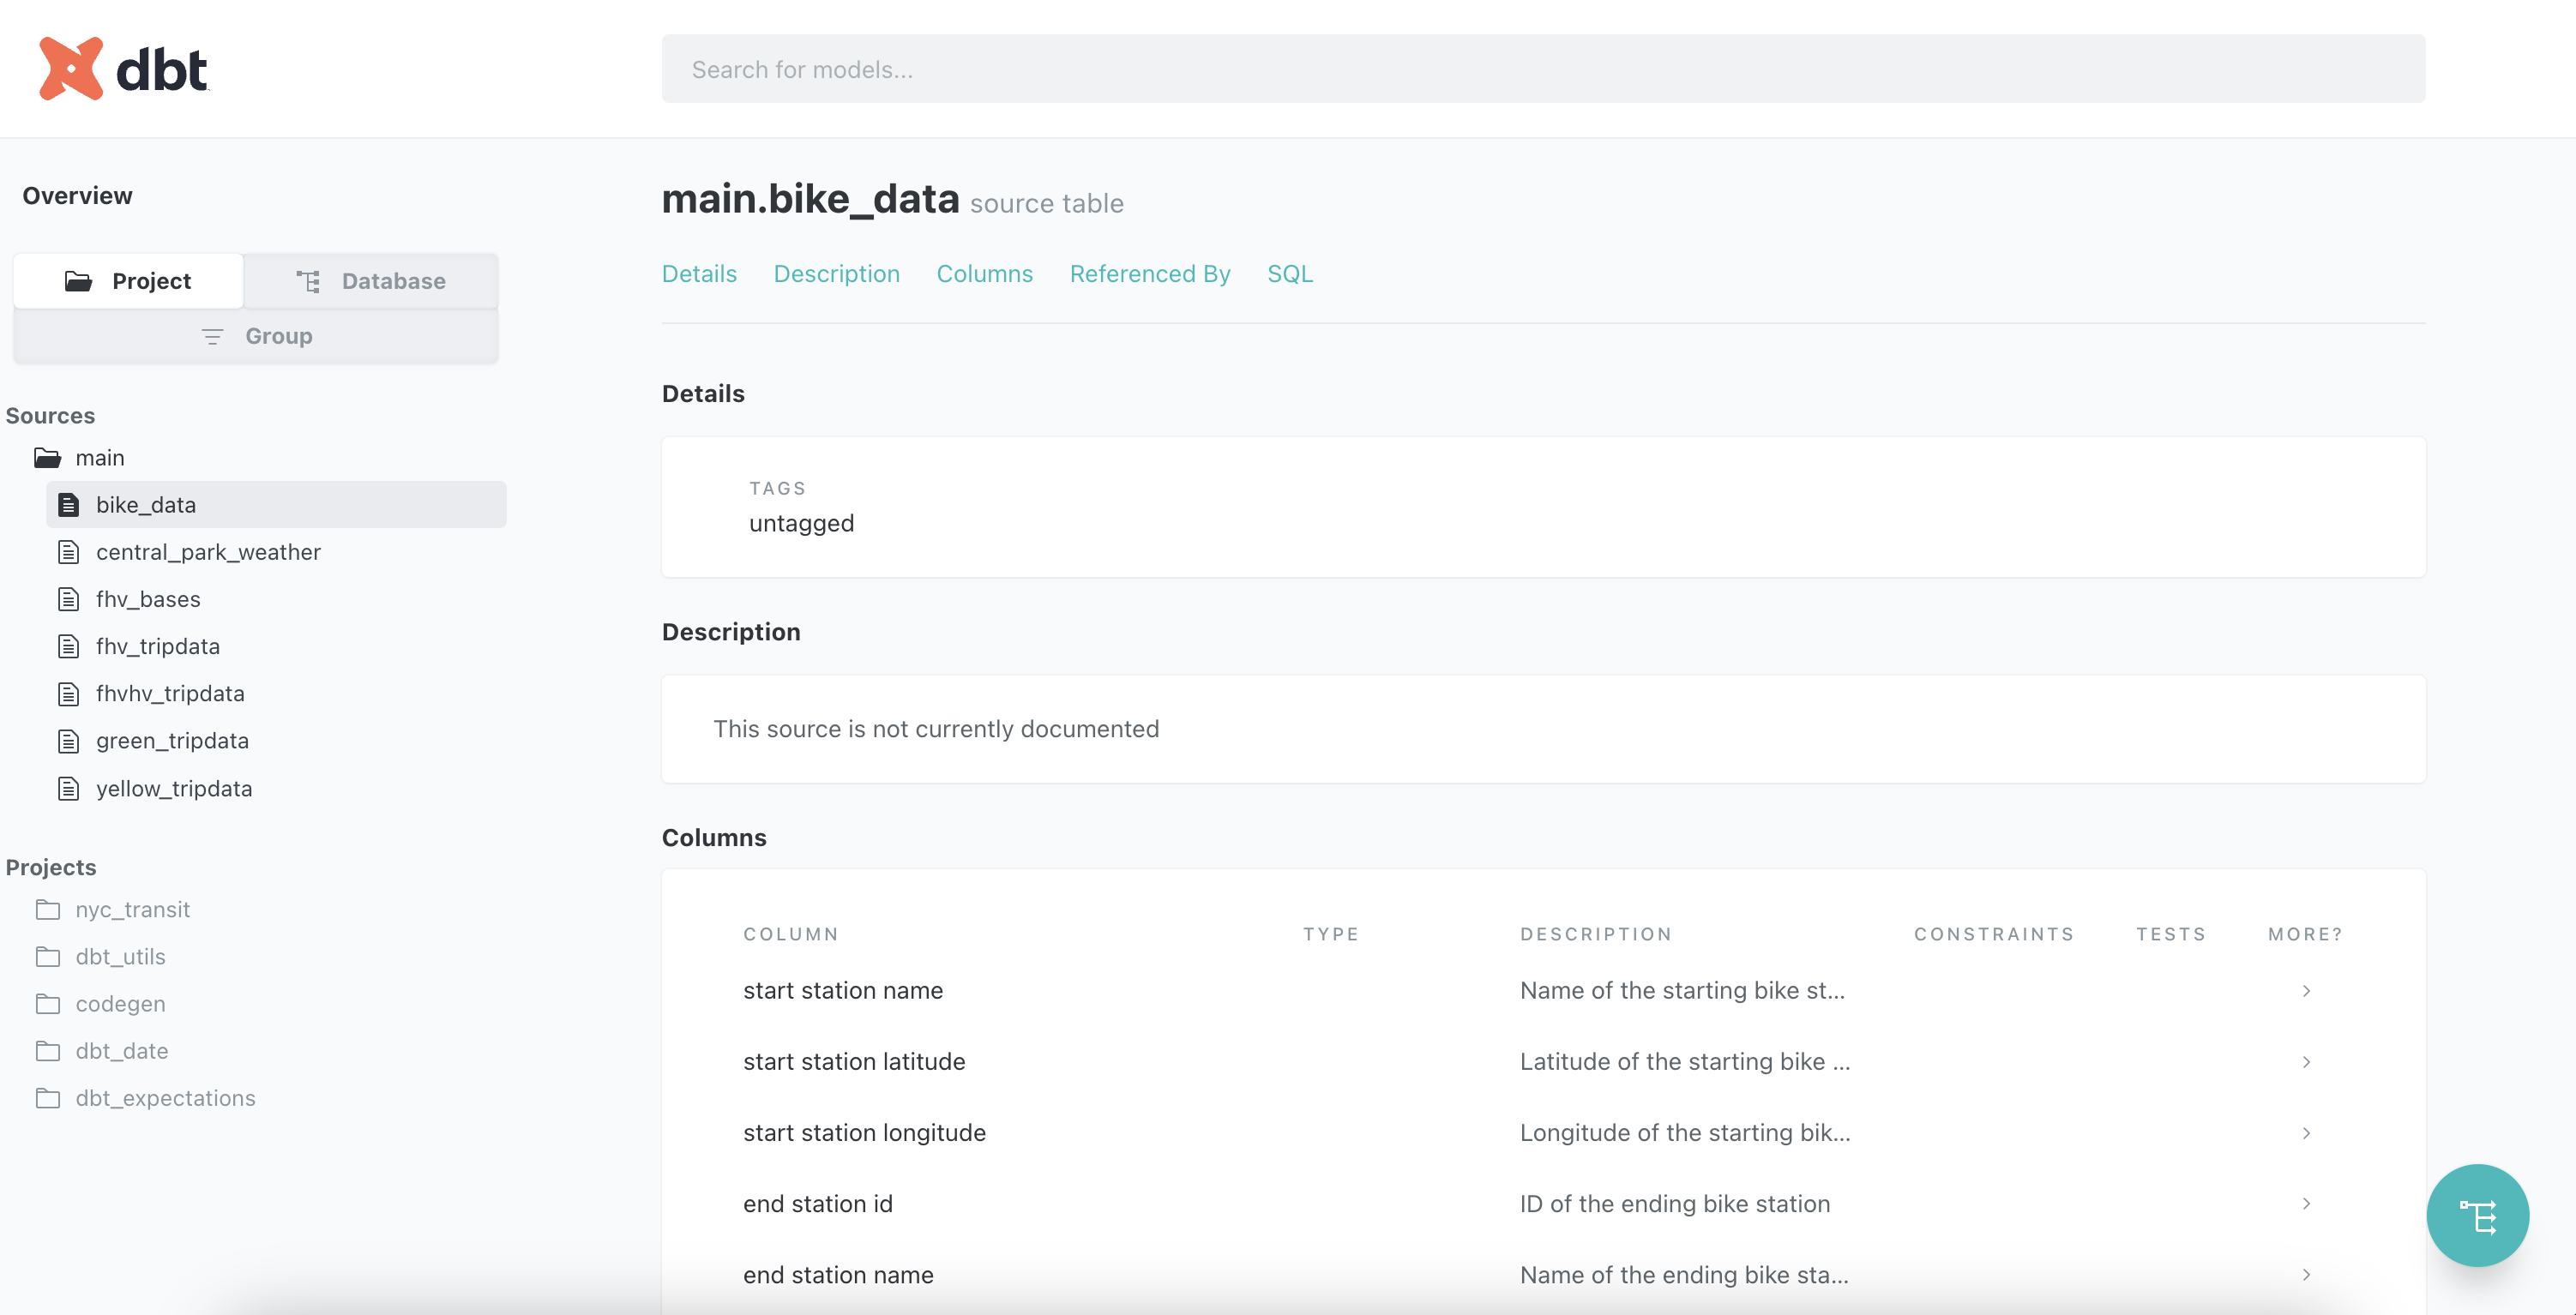 dbt
Search for models...
Overview
Project
Database
Group
Sources
main
bike_data
central_park_weather
fhv_bases
fhv_tripdata
fhvhv_tripdata
green_tripdata
yellow_tripdata
Projects
nyc_transit
dbt_utils
codegen
dbt_date
dbt_expectations
main.bike_data source table
Details Description Columns Referenced By SQL
Details
TAGS
untagged
Description
This source is not currently documented
Columns
COLUMN TYPE DESCRIPTION CONSTRAINTS TESTS MORE?
start station name Name of the starting bike st...
start station latitude Latitude of the starting bike ...
start station longitude Longitude of the starting bik...
end station id ID of the ending bike station
end station name Name of the ending bike sta...